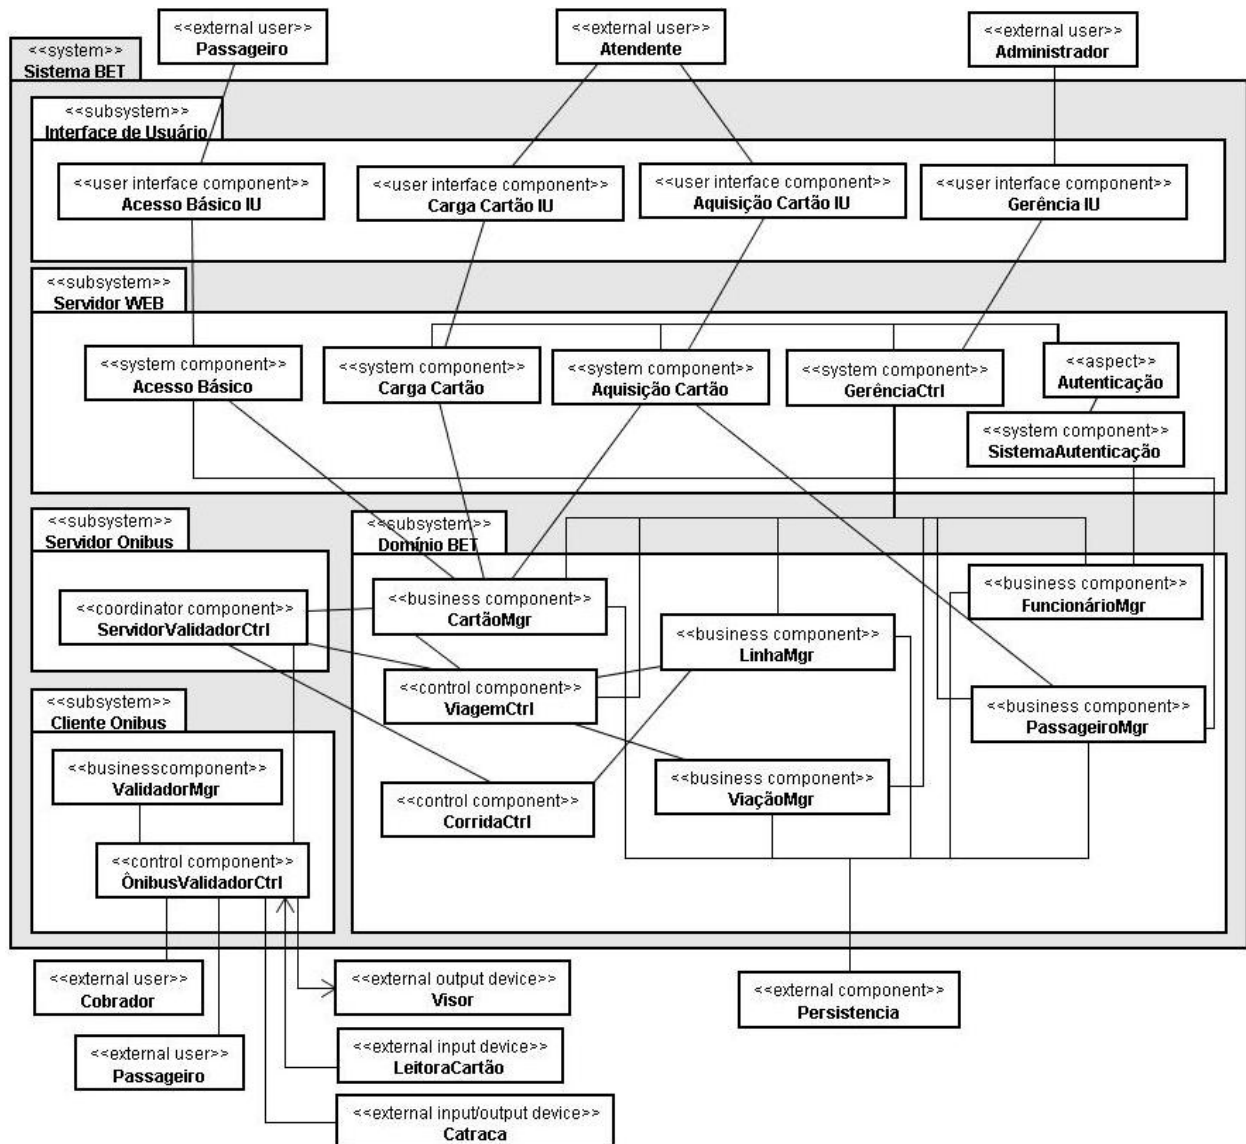 <<external user>>
Passageiro
<<external user>>
Atendente
<<external user>>
Administrador
<<system>>
Sistema BET
<<subsystem>>
Interface de Usuário
<<user interface component>>
Acesso Básico IU
<<user interface component>>
Carga Cartão IU
<<user interface component>>
Aquisição Cartão IU
<<user interface component>>
Gerência IU
<<subsystem>>
Servidor WEB
<<system component>>
Acesso Básico
<<system component>>
Carga Cartão
<<system component>>
Aquisição Cartão
<<system component>>
GerênciaCtrl
<<aspect>>
Autenticação
<<system component>>
SistemaAutenticação
<<subsystem>>
Servidor Onibus
<<subsystem>>
Domínio BET
<<coordinator component>>
ServidorValidadorCtrl
<<business component>>
CartãoMgr
<<business component>>
LinhaMgr
<<business component>>
FuncionárioMgr
<<control component>>
ViagemCtrl
<<business component>>
PassageiroMgr
<<subsystem>>
Cliente Onibus
<<businesscomponent>>
ValidadorMgr
<<control component>>
CorridaCtrl
<<business component>>
ViaçãoMgr
<<control component>>
ÔnibusValidadorCtrl
<<external user>>
Cobrador
<<external output device>>
Visor
<<external component>>
Persistencia
<<external user>>
Passageiro
<<external input device>>
LeitoraCartão
<<external input/output device>>
Catraca